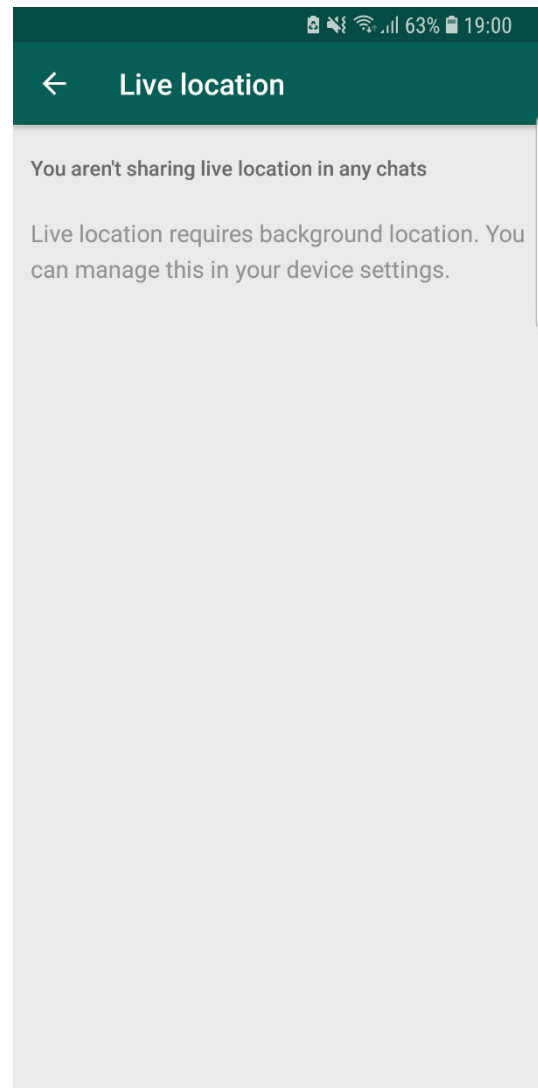 63% 19:00
Live location
You aren't sharing live location in any chats
Live location requires background location. You
can manage this in your device settings.